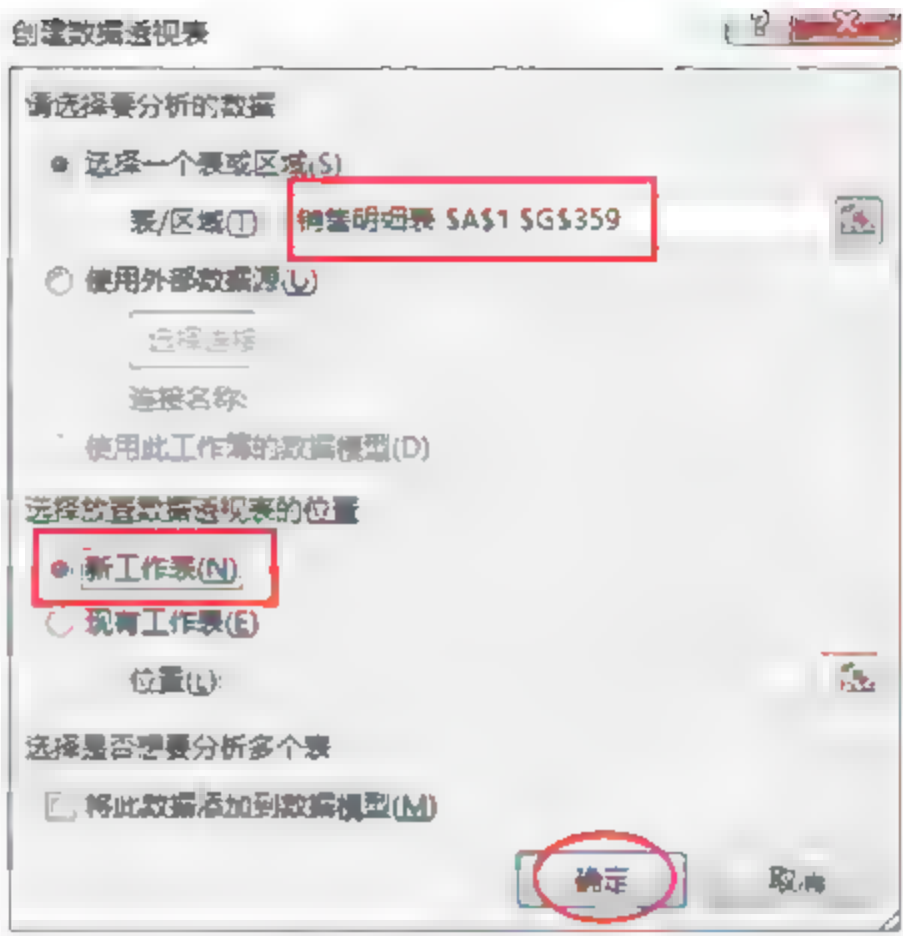 创建数据透视表
请选择要分析的数据
选择一个表或区域(S)
表/区域(T) 销售明细表 $A$1 $G$359
使用外部数据源(U)
选择连接
连接名称:
使用此工作簿的数据模型(D)
选择放置数据透视表的位置
新工作表(N)
现有工作表(E)
位置(L):
选择是否想要分析多个表
将此数据添加到数据模型(M)
确定 取消